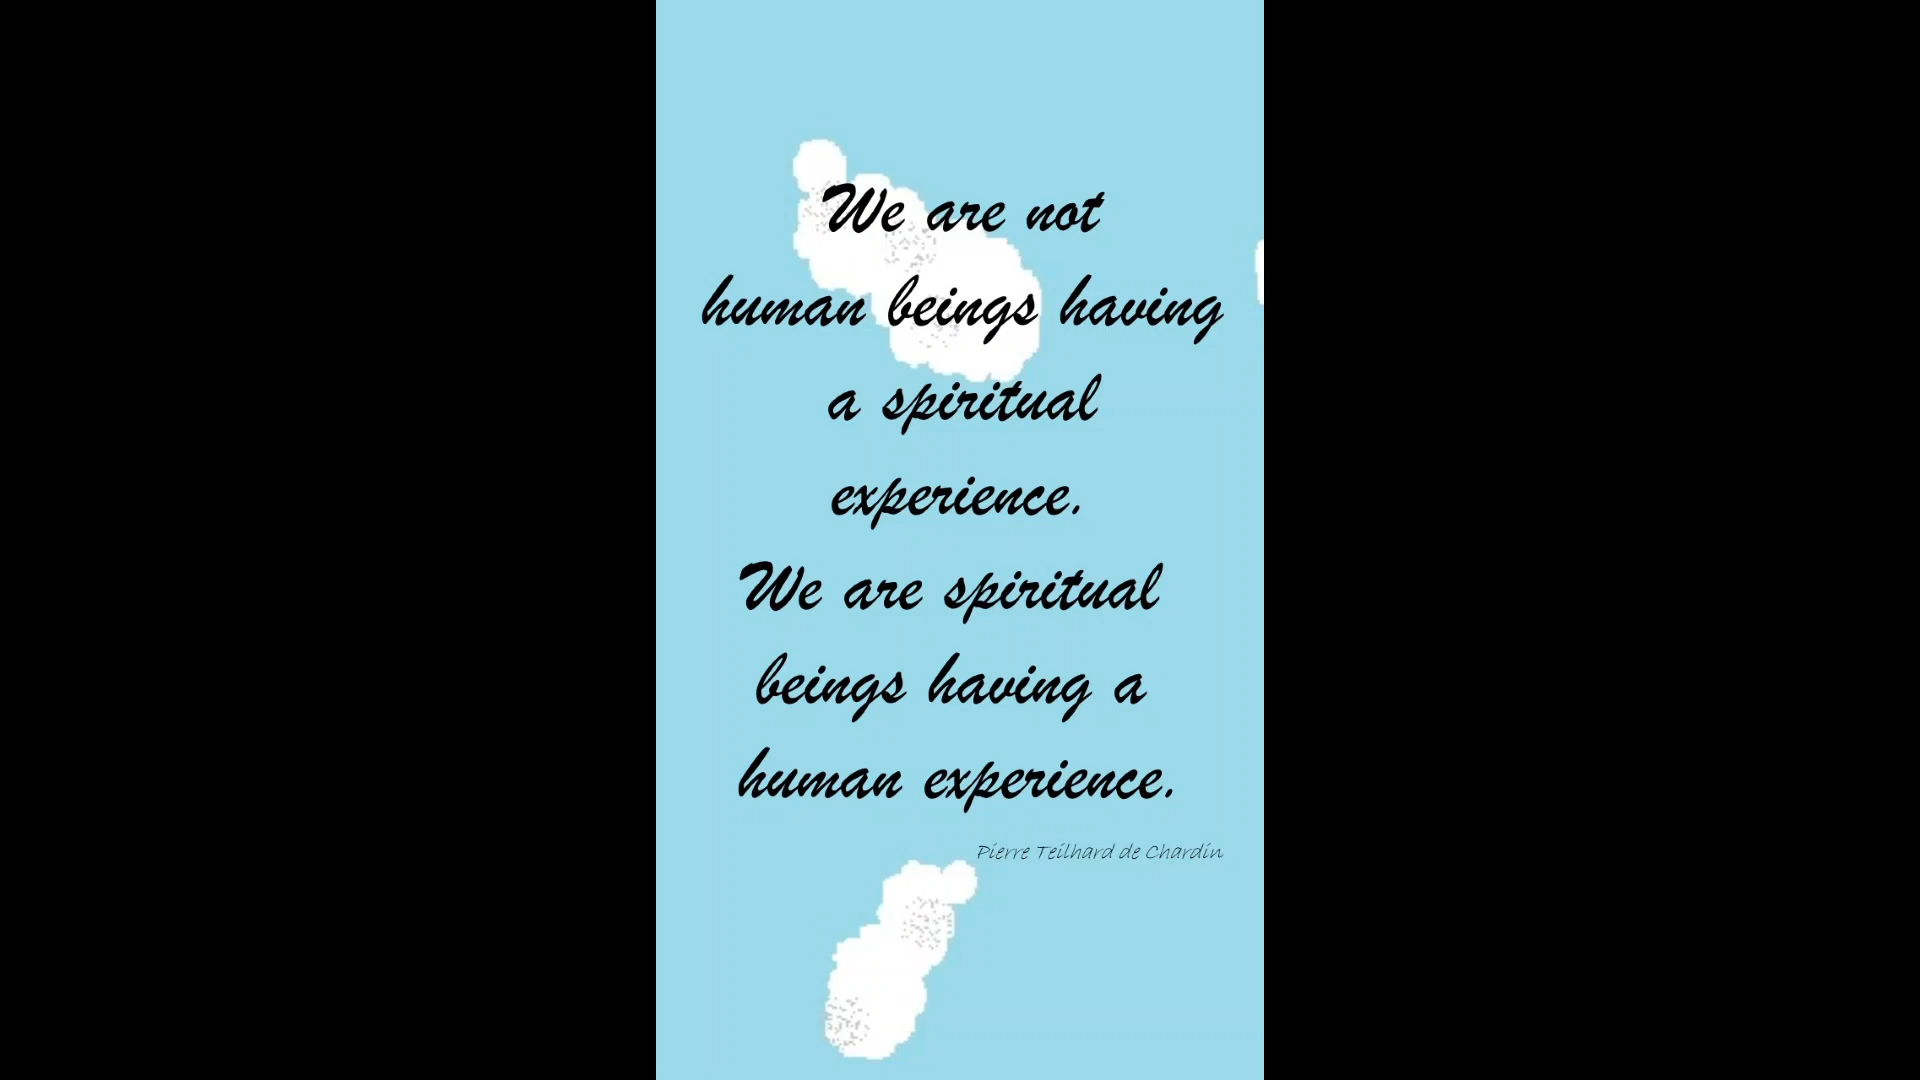 We are not
human beings having
a spiritual
experience.
We are spiritual
beings having a
human experience.
Pierre Teilhard de Chardin